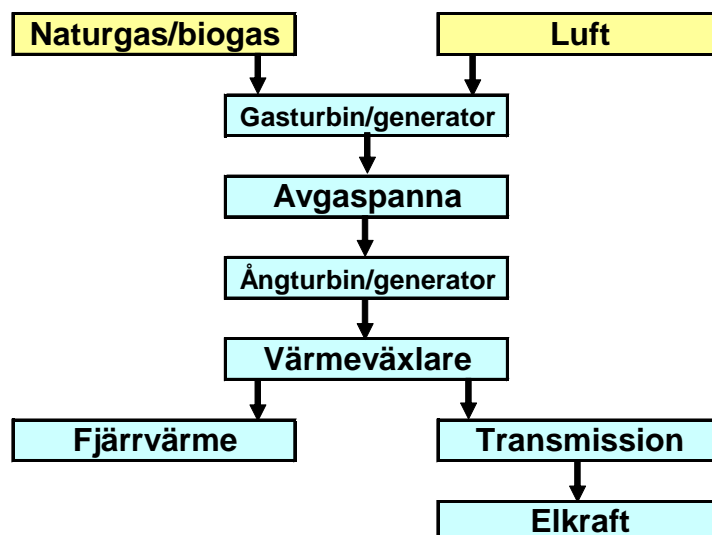 Naturgas/biogas
Luft
Gasturbin/generator
Avgaspanna
Ångturbin/generator
Värmeväxlare
Fjärrvärme
Transmission
Elkraft